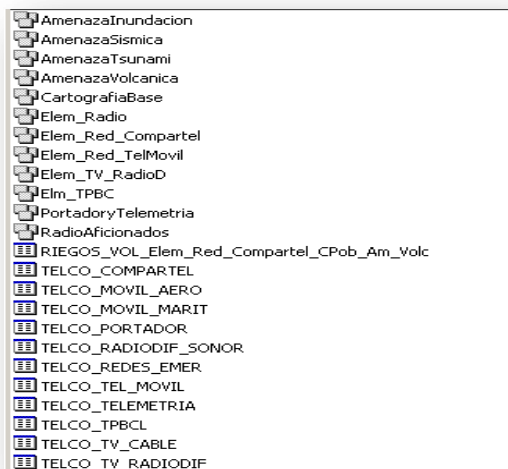 AmenazaInundacion
AmenazaSismica
AmenazaTsunami
AmenazaVolcanica
CartografiaBase
Elem_Radio
Elem_Red_Compartel
Elem_Red_TelMovil
Elem_TV_RadioD
Elm_TPBC
PortadoryTelemetria
RadioAficionados
RIEGOS_VOL_Elem_Red_Compartel_CPob_Am_Volc
TELCO_COMPARTEL
TELCO_MOVIL_AERO
TELCO_MOVIL_MARIT
TELCO_PORTADOR
TELCO_RADIODIF_SONOR
TELCO_REDES_EMER
TELCO_TEL_MOVIL
TELCO_TELEMETRIA
TELCO_TPBCL
TELCO_TV_CABLE
TELCO_TV_RADIODIF